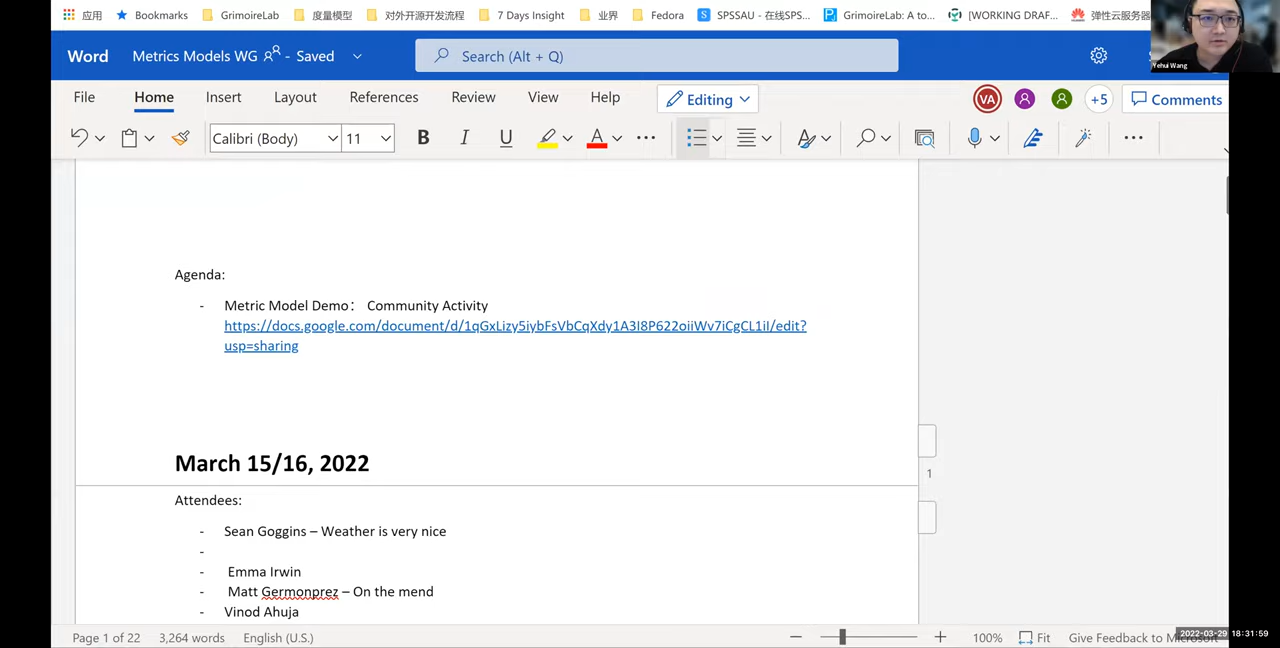 应用 Bookmarks GrimoireLab 度量模型 对外开源开发流程 7 Days Insight 业界 Fedora SPSSAU - 在线SPS... GrimoireLab: A to... [WORKING DRAF... 弹性云服务器
Yehui Wang
Word Metrics Models WG - Saved Search (Alt + Q)
File Home Insert Layout References Review View Help Editing VA +5 Comments
Calibri (Body) 11 B I U A
Agenda:
- Metric Model Demo： Community Activity
https://docs.google.com/document/d/1qGxLizy5iybFsVbCqXdy1A3I8P622oiiWv7iCgCL1iI/edit?
usp=sharing
March 15/16, 2022
1
Attendees:
- Sean Goggins – Weather is very nice
-
- Emma Irwin
- Matt Germonprez – On the mend
- Vinod Ahuja
Page 1 of 22 3,264 words English (U.S.) 100% Fit Give Feedback to Microsoft
2022-03-29 18:31:59